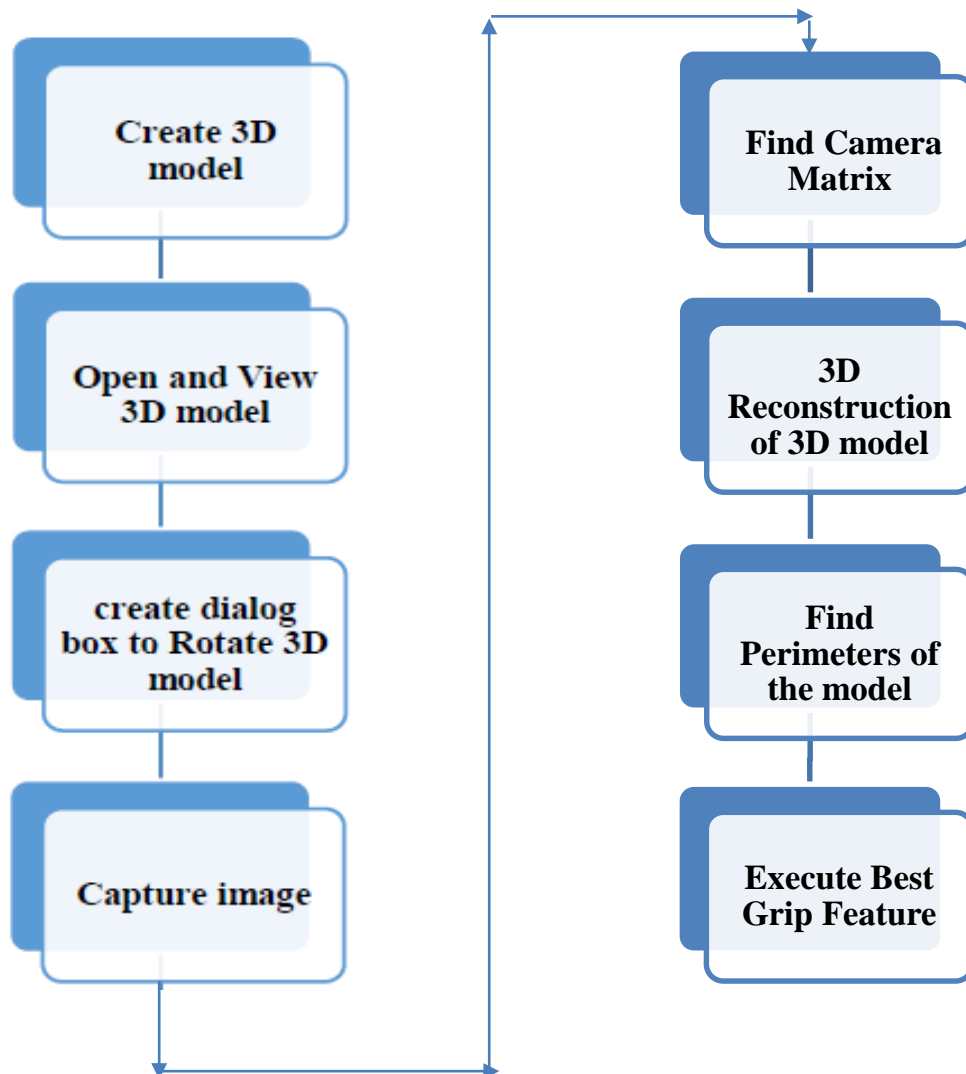 Create 3D
model
Open and View
3D model
create dialog
box to Rotate 3D
model
Capture image
Find Camera
Matrix
3D
Reconstruction
of 3D model
Find
Perimeters of
the model
Execute Best
Grip Feature